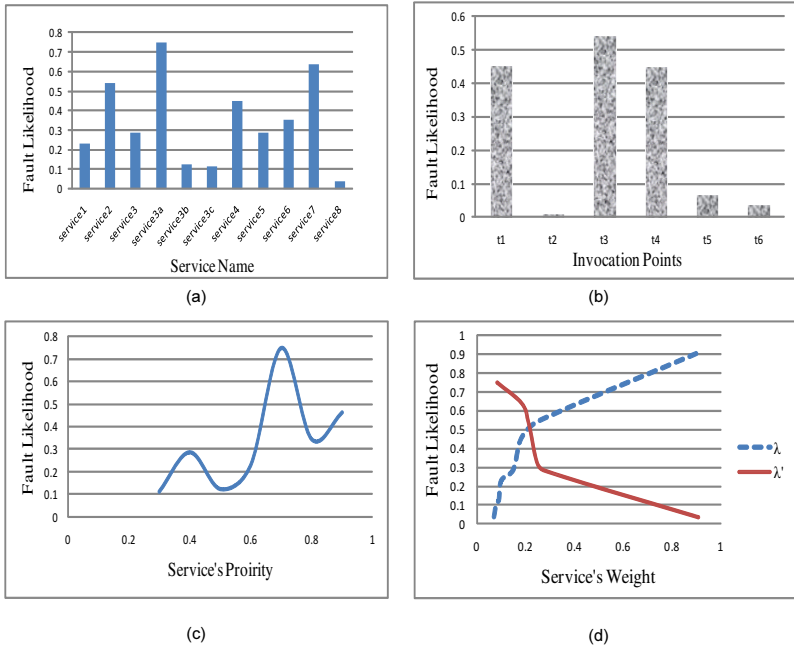 0.8
0.7
0.6
0.5
0.4
0.3
0.2
0.1
0
Fault Likelihood
service1
service2
service3
service3a
service3b
service3c
service4
service5
service6
service7
service8
Service Name
(a)
0.6
0.5
0.4
0.3
0.2
0.1
0
Fault Likelihood
t1 t2 t3 t4 t5 t6
Invocation Points
(b)
0.8
0.7
0.6
0.5
0.4
0.3
0.2
0.1
0
Fault Likelihood
0 0.2 0.4 0.6 0.8 1
Service's Proirity
(c)
1
0.9
0.8
0.7
0.6
0.5
0.4
0.3
0.2
0.1
0
Fault Likelihood
0 0.2 0.4 0.6 0.8 1
Service's Weight
λ
λ'
(d)